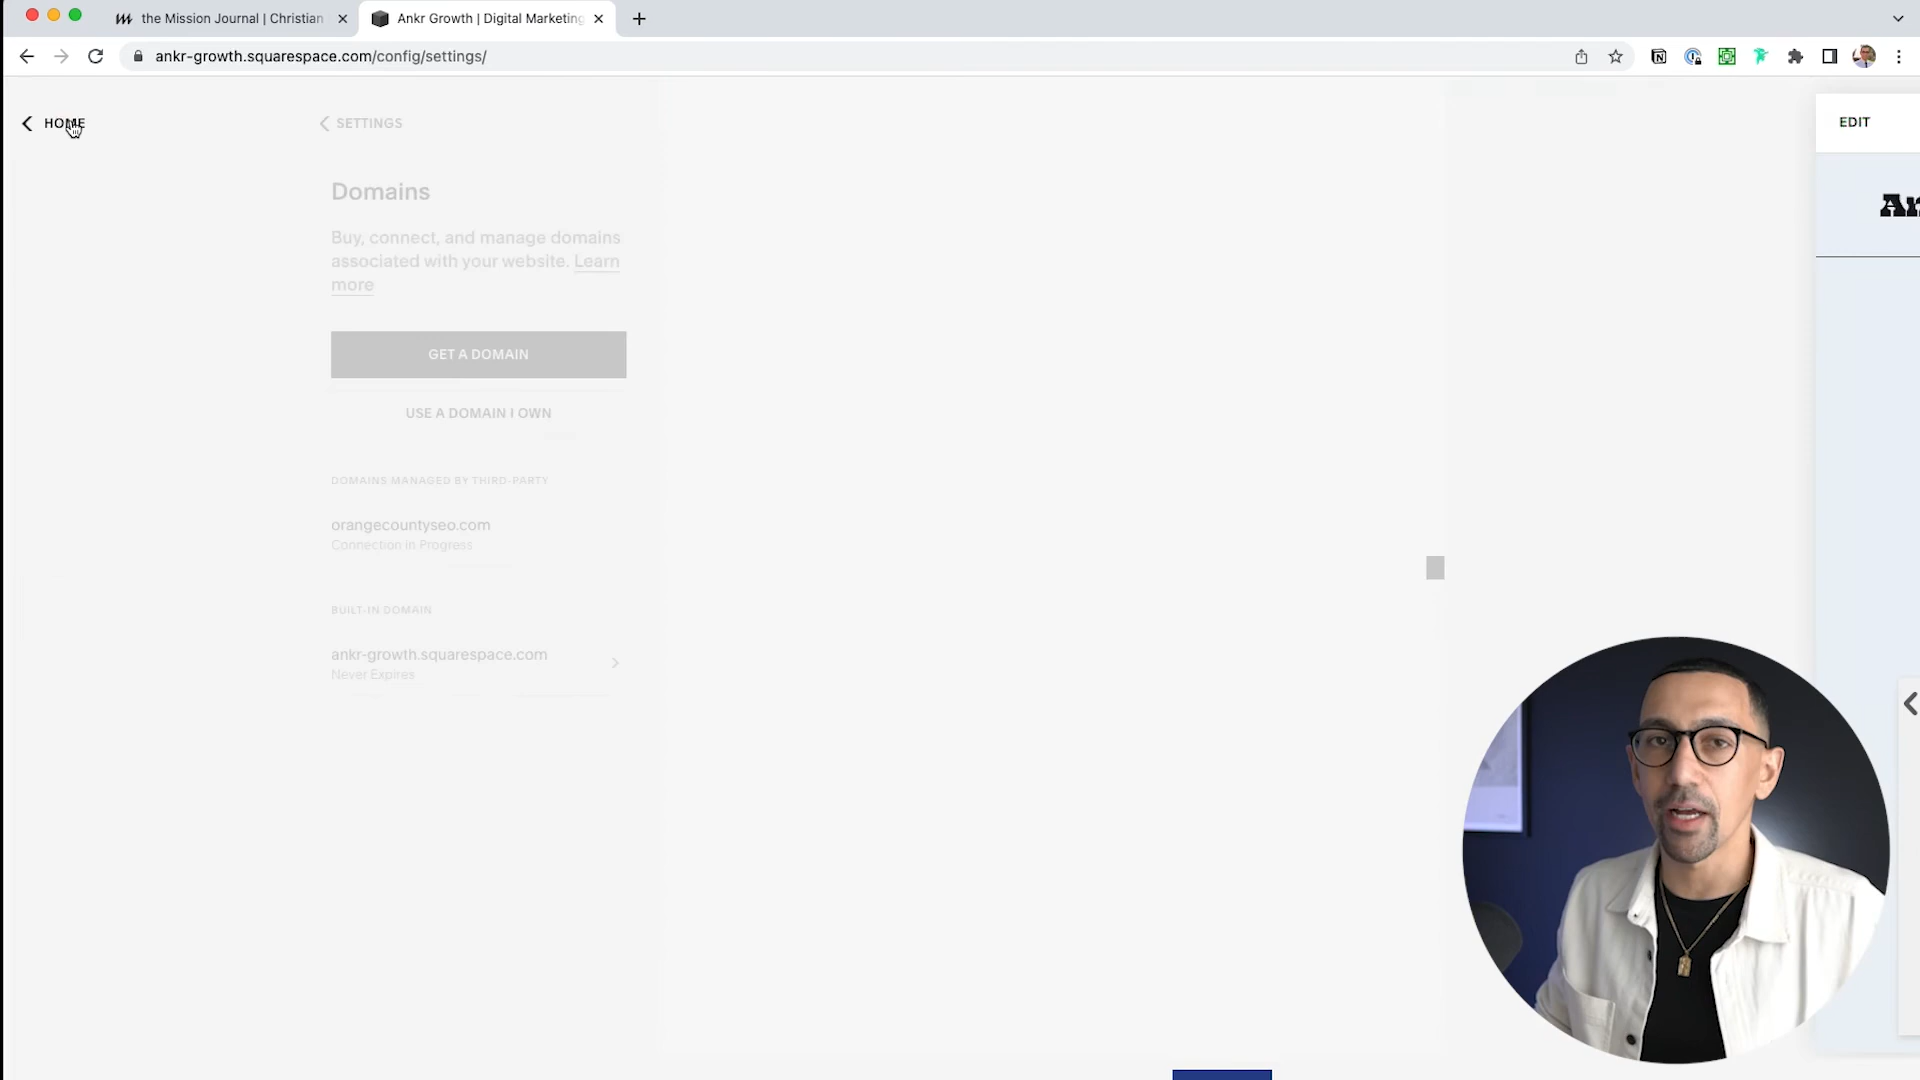 the Mission Journal | Christian
Ankr Growth | Digital Marketing
ankr-growth.squarespace.com/config/settings/
HOME
SETTINGS
EDIT
Domains
Buy, connect, and manage domains
associated with your website. Learn
more
GET A DOMAIN
USE A DOMAIN I OWN
DOMAINS MANAGED BY THIRD-PARTY
orangecountyseo.com
Connection in Progress
BUILT-IN DOMAIN
ankr-growth.squarespace.com
Never Expires